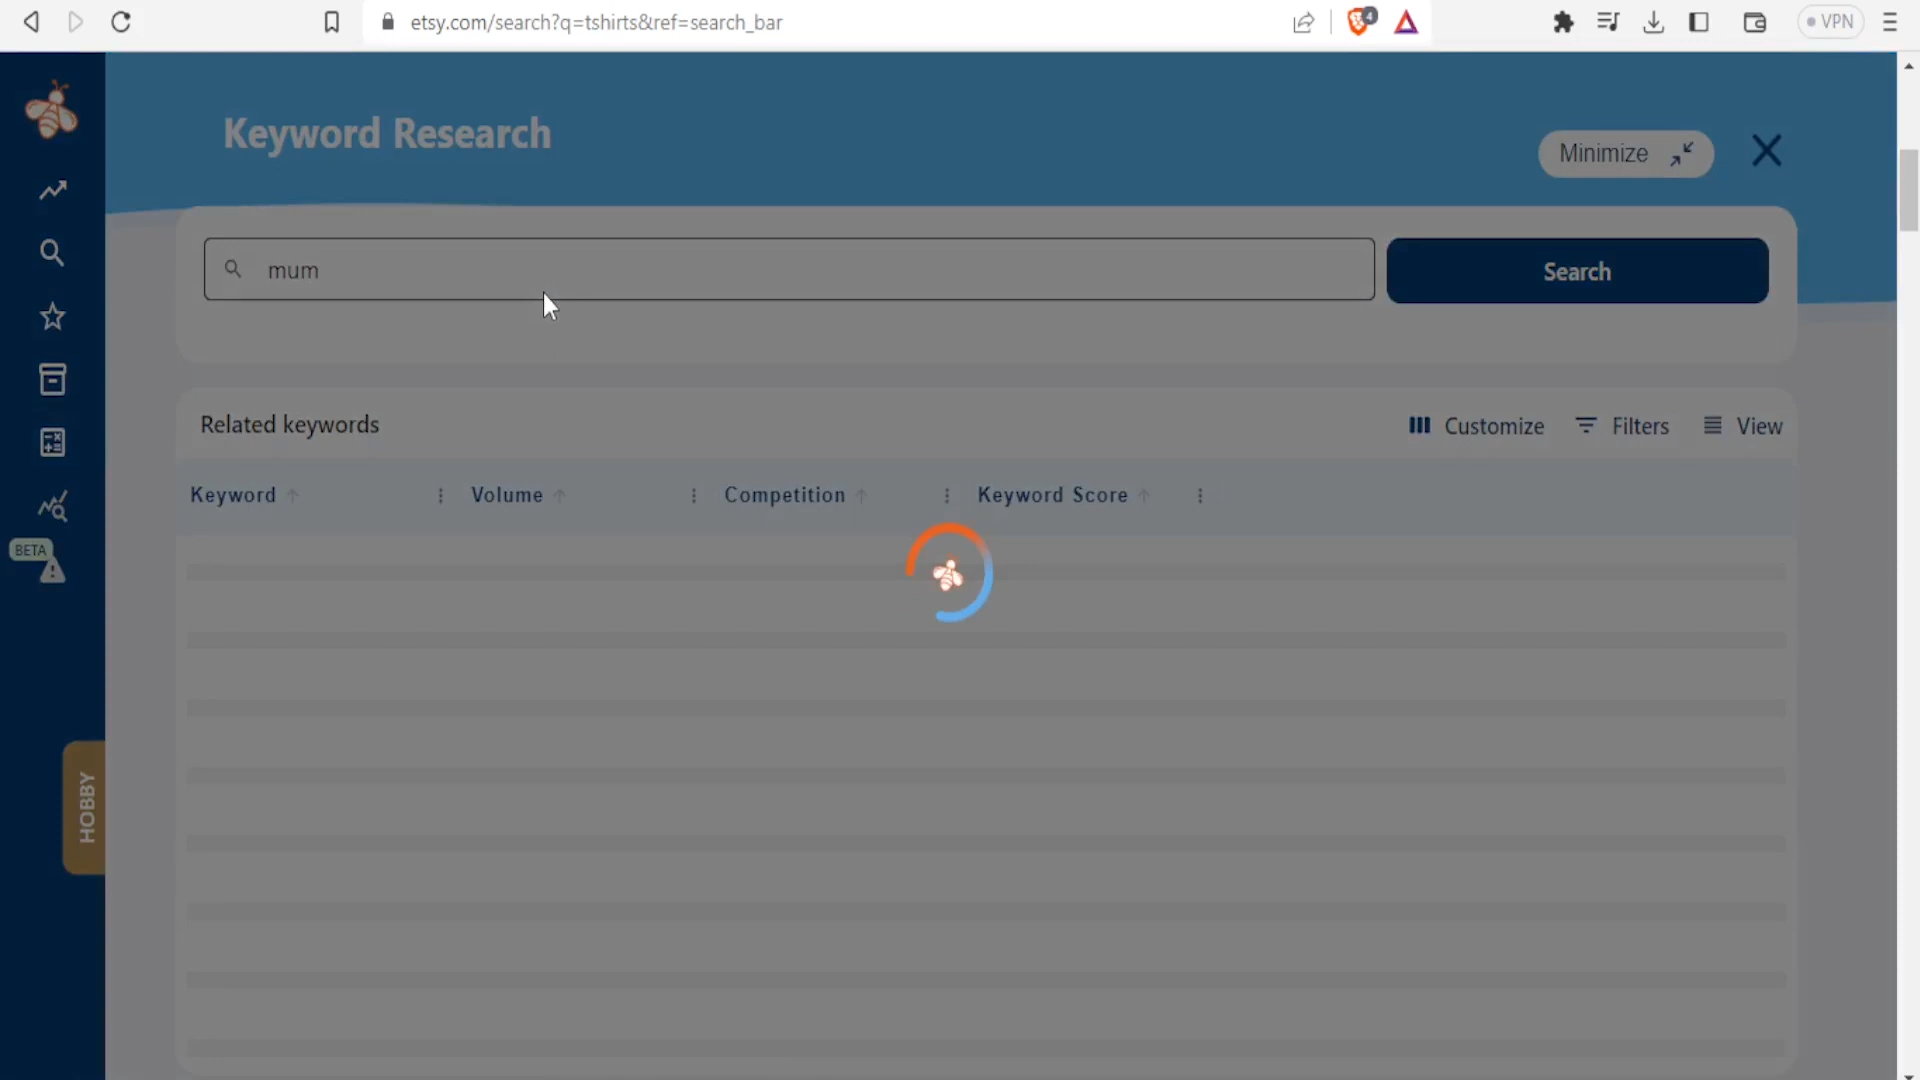 etsy.com/search?q=tshirts&ref=search_bar
4
VPN
Keyword Research
Minimize
mum
Search
Related keywords
Customize
Filters
View
Keyword
Volume
Competition
Keyword Score
BETA
HOBBY